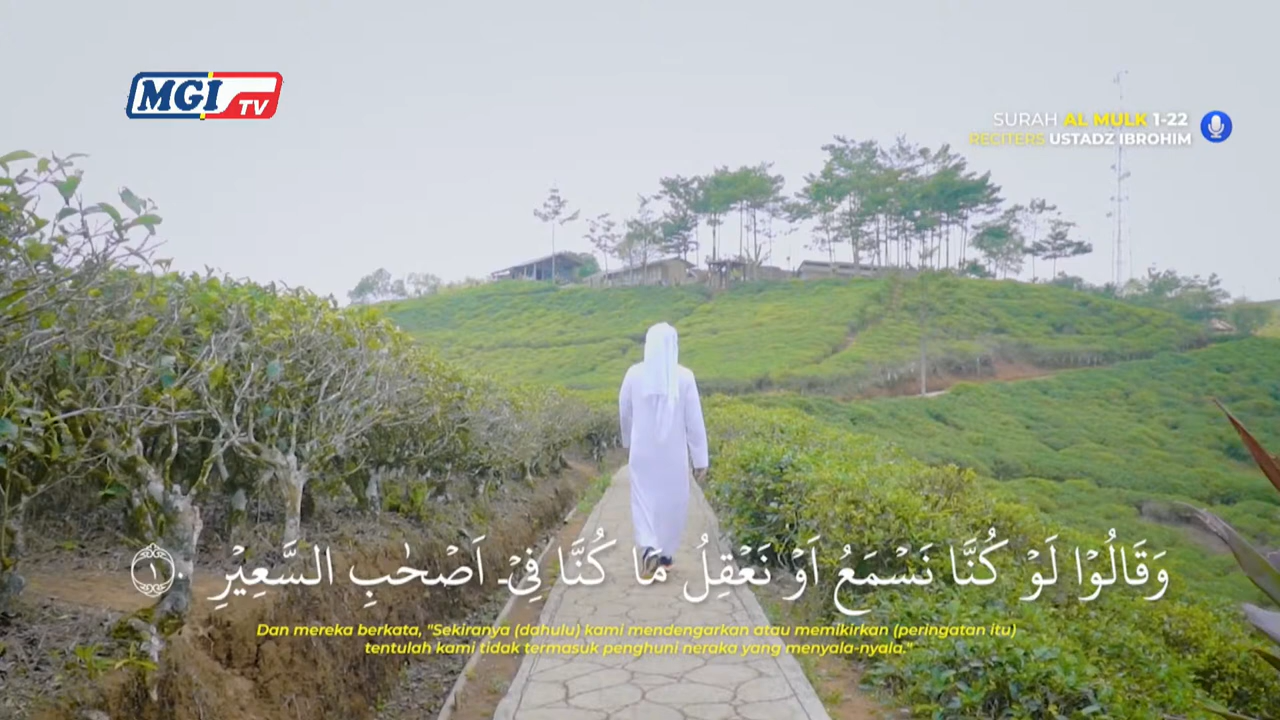 MGI TV
SURAH AL MULK 1-22
RECITERS USTADZ IBROHIM
وَقَالُوْا لَوْ كُنَّا نَسْمَعُ اَوْ نَعْقِلُ مَا كُنَّا فِيْٓ اَصْحٰبِ السَّعِيْرِ ١٠
Dan mereka berkata, "Sekiranya (dahulu) kami mendengarkan atau memikirkan (peringatan itu)
tentulah kami tidak termasuk penghuni neraka yang menyala-nyala."